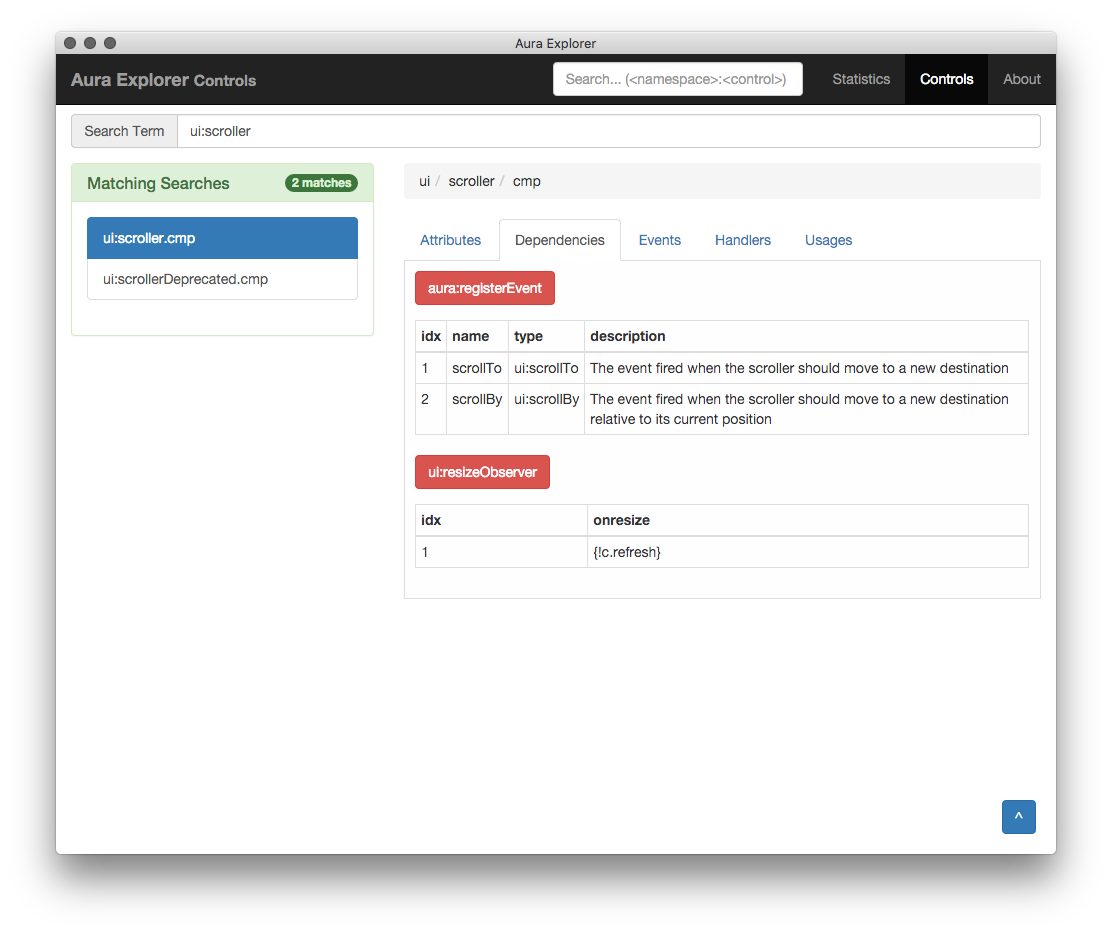 Aura Explorer
Aura Explorer Controls
Search... (<namespace>:<control>)
Statistics
Controls
About
Search Term
ui:scroller
Matching Searches
2 matches
ui:scroller.cmp
ui:scrollerDeprecated.cmp
ui / scroller / cmp
Attributes
Dependencies
Events
Handlers
Usages
aura:registerEvent
idx name type description
1 scrollTo ui:scrollTo The event fired when the scroller should move to a new destination
2 scrollBy ui:scrollBy The event fired when the scroller should move to a new destination
relative to its current position
ui:resizeObserver
idx onresize
1 {!c.refresh}
^